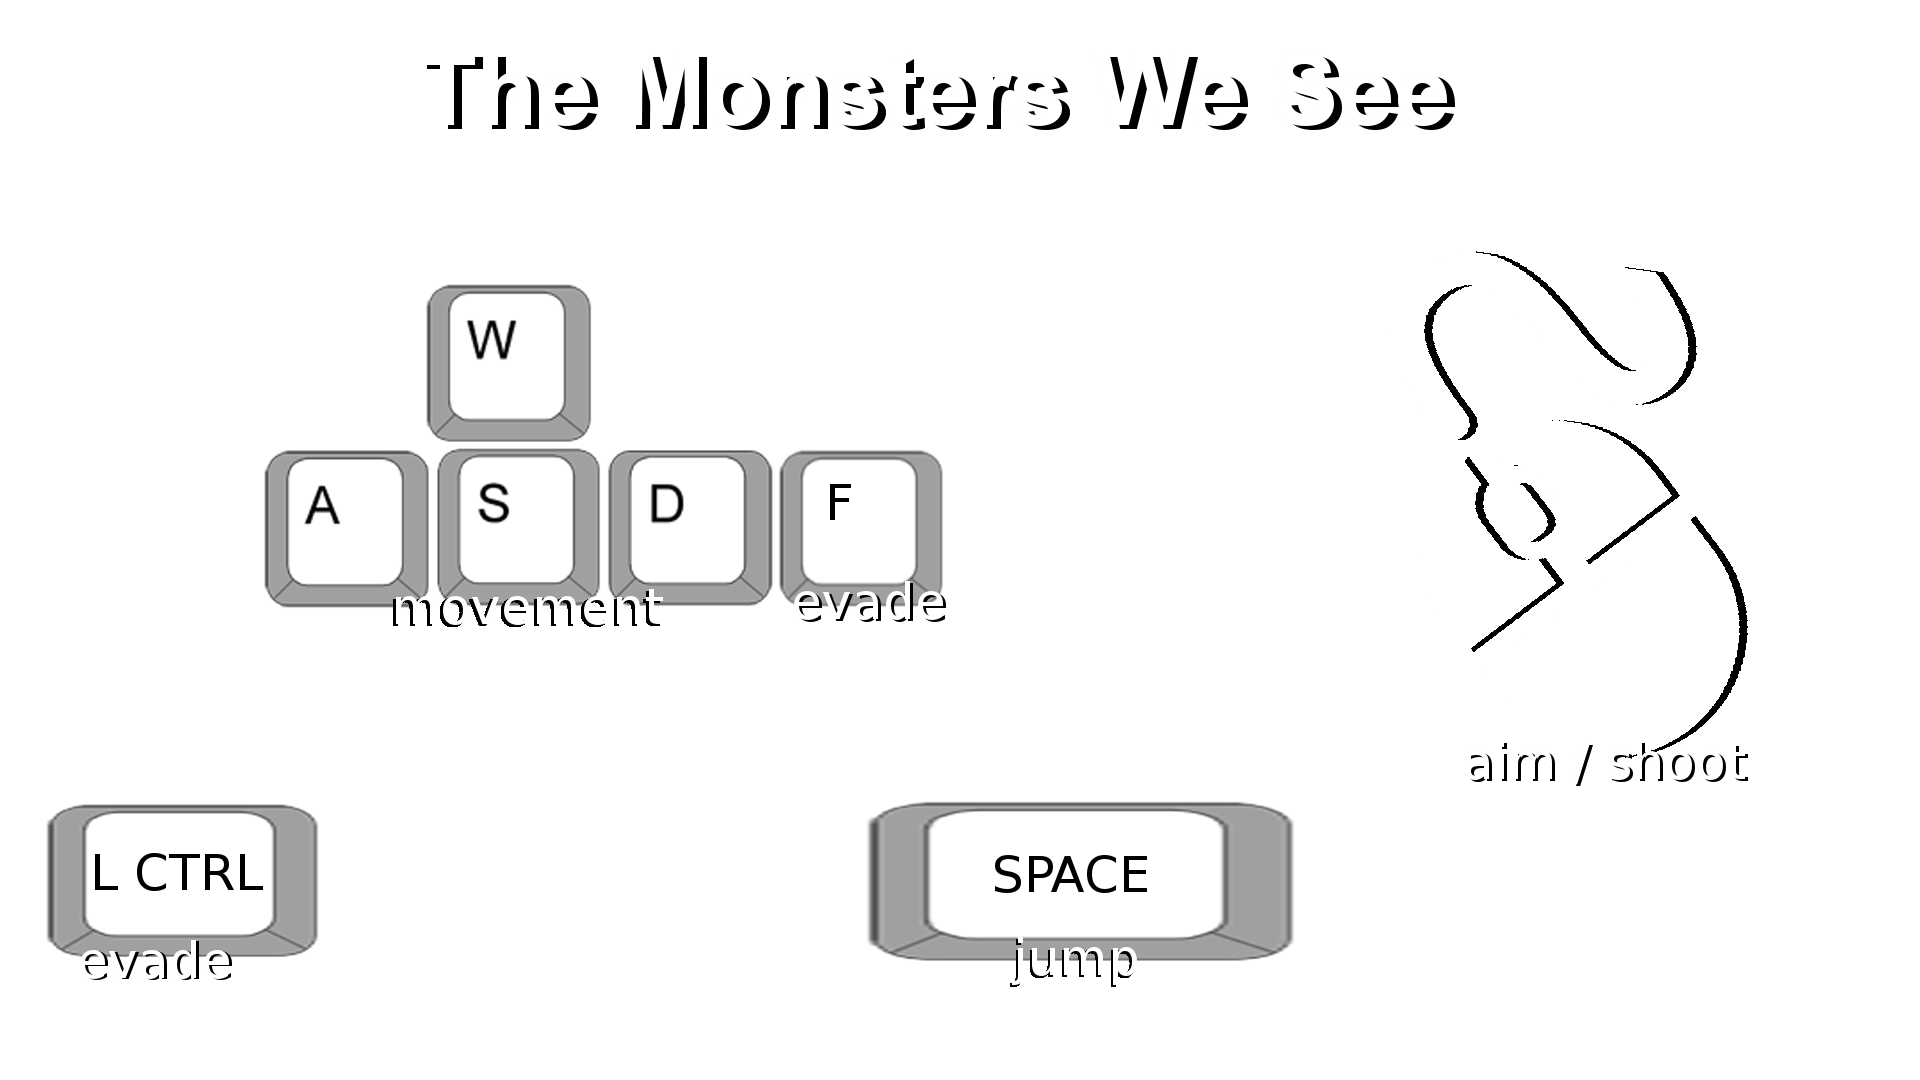 The Monsters We See
W
A S D F
movement evade
aim / shoot
L CTRL SPACE
evade jump